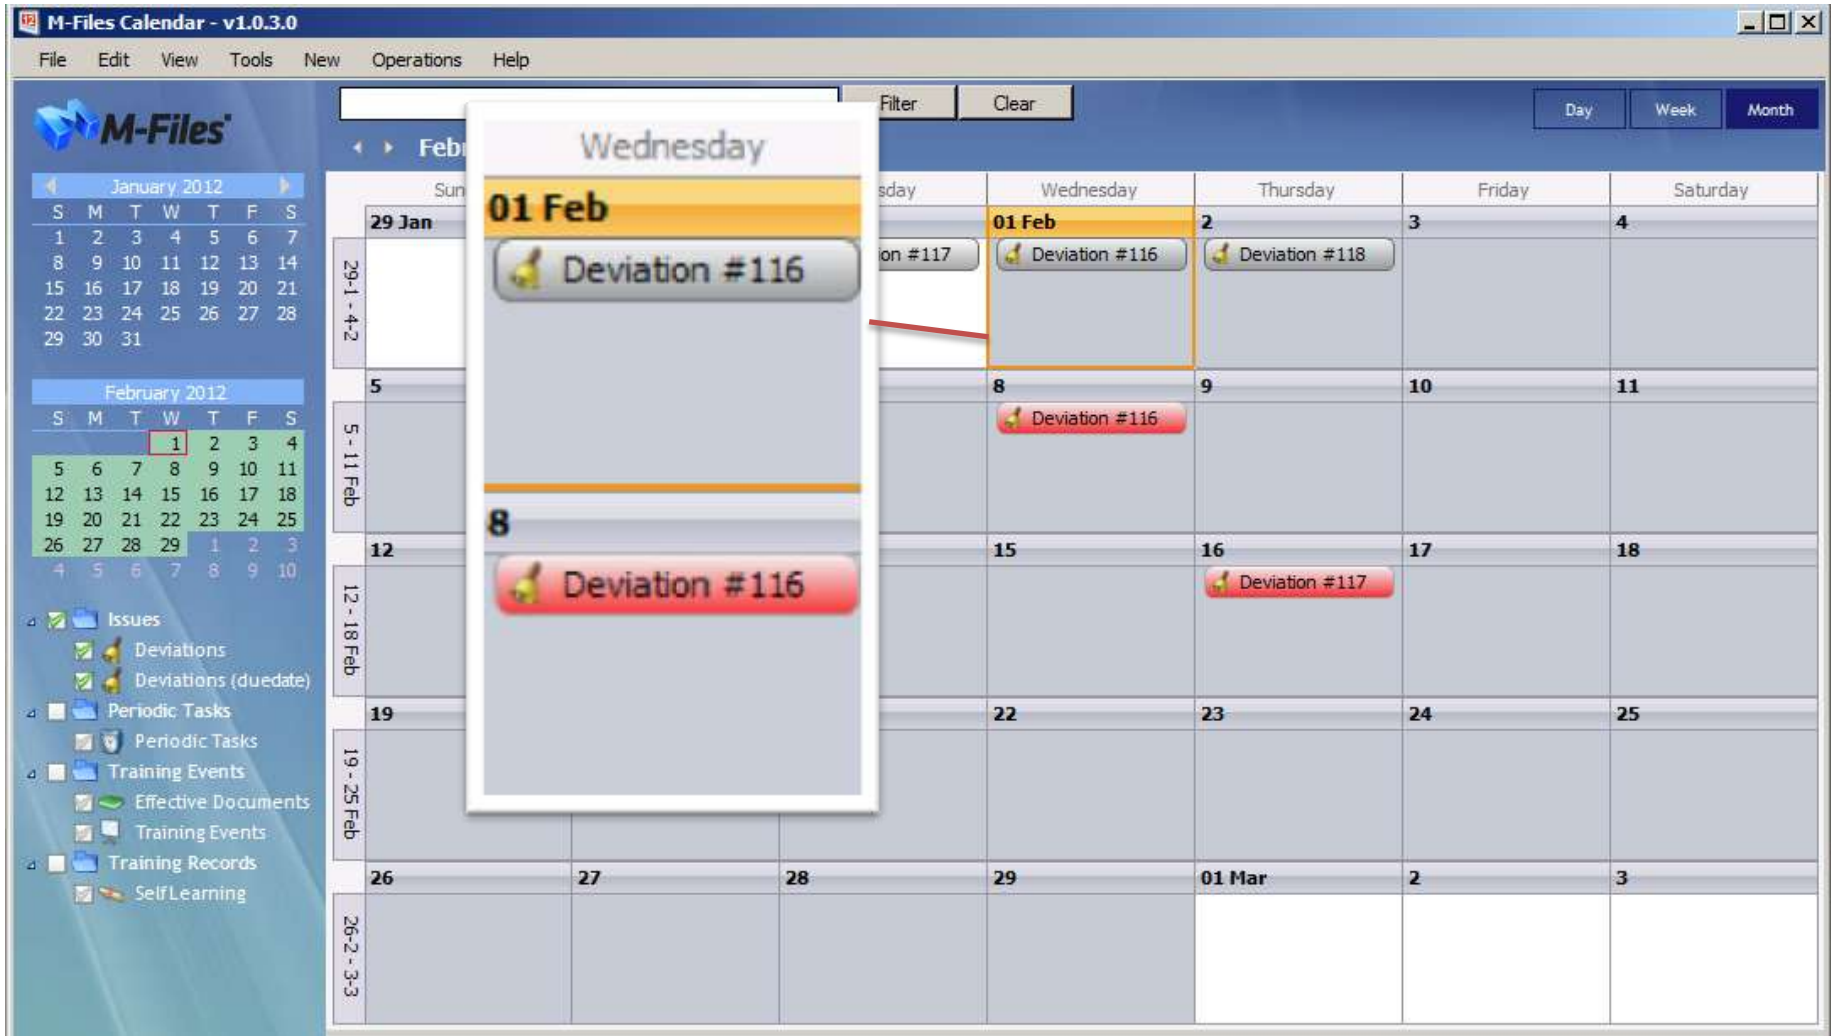 M-Files Calendar - v1.0.3.0
File Edit View Tools New Operations Help
M-Files
Filter Clear
Day Week Month
January 2012
S M T W T F S
1 2 3 4 5 6 7
8 9 10 11 12 13 14
15 16 17 18 19 20 21
22 23 24 25 26 27 28
29 30 31
February 2012
S M T W T F S
1 2 3 4
5 6 7 8 9 10 11
12 13 14 15 16 17 18
19 20 21 22 23 24 25
26 27 28 29 1 2 3
4 5 6 7 8 9 10
Issues
Deviations
Deviations (duedate)
Periodic Tasks
Periodic Tasks
Training Events
Effective Documents
Training Events
Training Records
SelfLearning
Wednesday
01 Feb
Deviation #116
8
Deviation #116
Wednesday Thursday Friday Saturday
29 Jan 01 Feb 2 3 4
29-1 - 4-2
#117 Deviation #116 Deviation #118
5 8 9 10 11
5 - 11 Feb
Deviation #116
12 15 16 17 18
12 - 18 Feb
Deviation #117
19 22 23 24 25
19 - 25 Feb
26 27 28 29 01 Mar 2 3
26-2 - 3-3